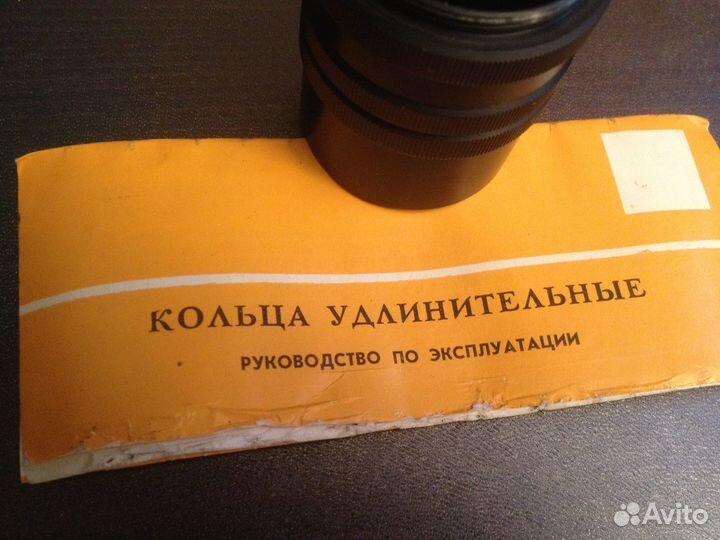 КОЛЬЦА УДЛИНИТЕЛЬНЫЕ
РУКОВОДСТВО ПО ЭКСПЛУАТАЦИИ
Avito